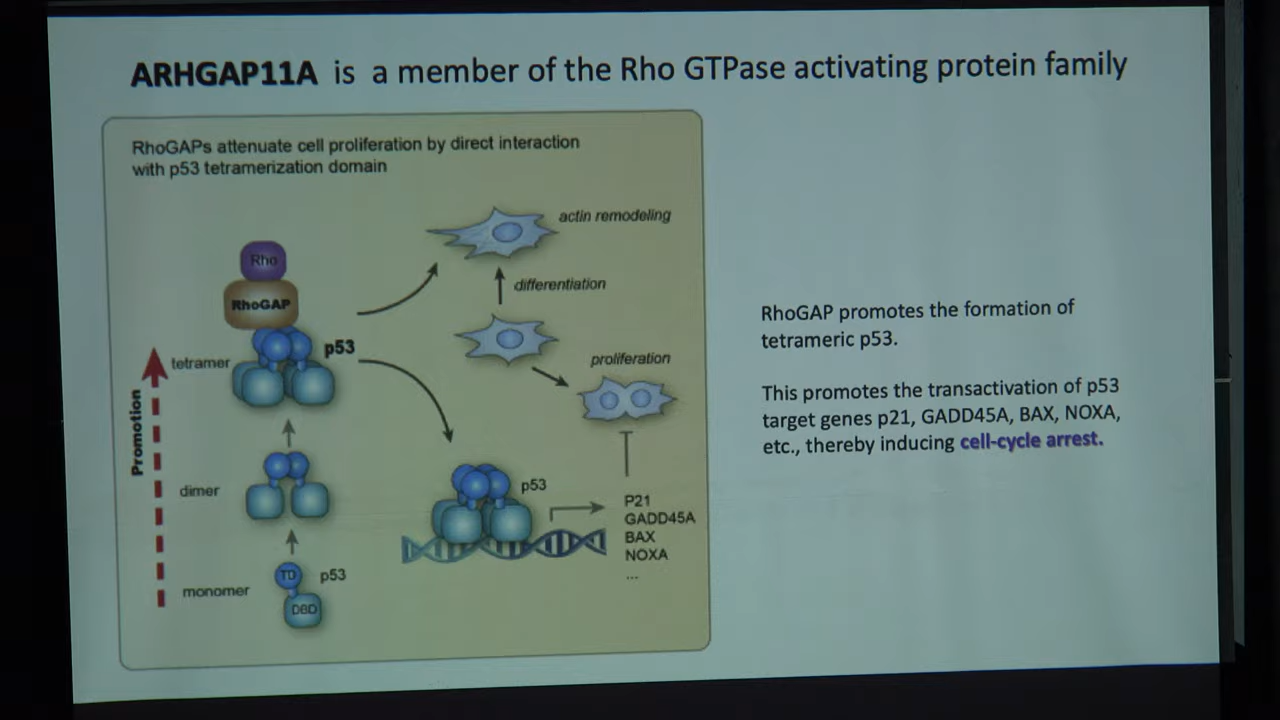 ARHGAP11A is a member of the Rho GTPase activating protein family
RhoGAPs attenuate cell proliferation by direct interaction
with p53 tetramerization domain
actin remodeling
Rho
differentiation
RhoGAP
p53
tetramer
proliferation
Promotion
dimer
p53
P21
GADD45A
BAX
NOXA
...
TD
p53
monomer
DBD
RhoGAP promotes the formation of
tetrameric p53.
This promotes the transactivation of p53
target genes p21, GADD45A, BAX, NOXA,
etc., thereby inducing cell-cycle arrest.